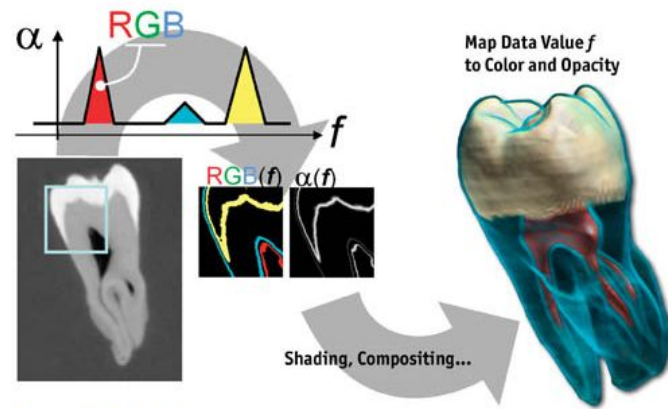 α
RGB
f
Map Data Value f
to Color and Opacity
RGB(f)
α(f)
Shading, Compositing...